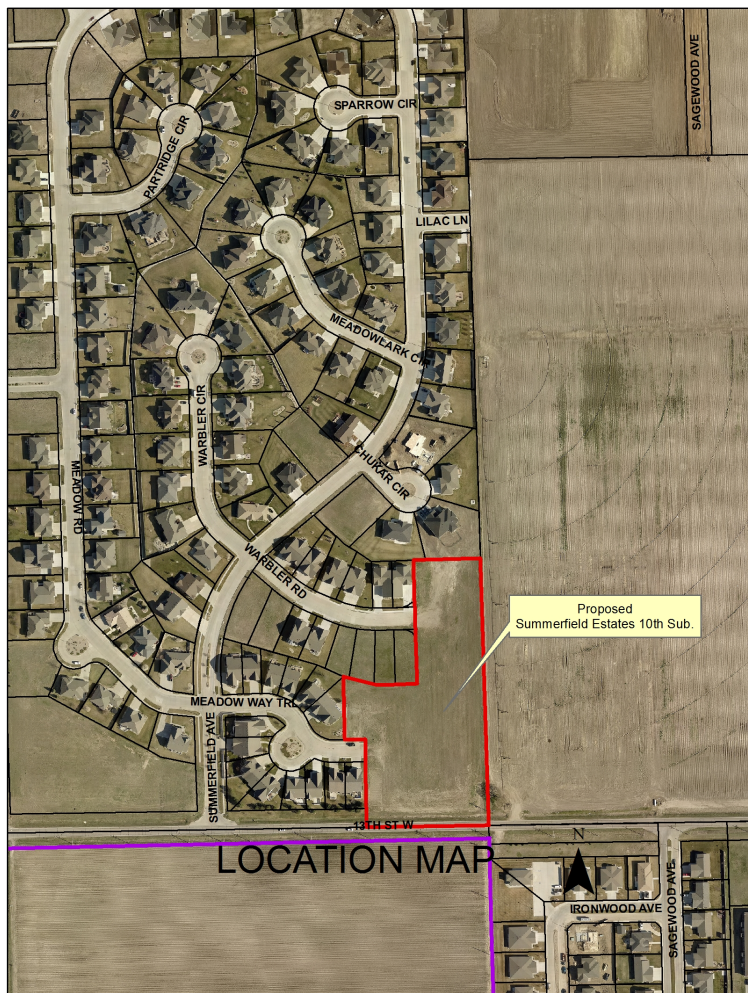 SAGEWOOD AVE
SPARROW CIR
PARTRIDGE CIR
LILAC LN
MEADOWLARK CIR
WARBLER CIR
CHUKAR CIR
MEADOW RD
WARBLER RD
Proposed
Summerfield Estates 10th Sub.
MEADOW WAY TRL
SUMMERFIELD AVE
13TH ST W
LOCATION MAP
N
IRONWOOD AVE
SAGEWOOD AVE